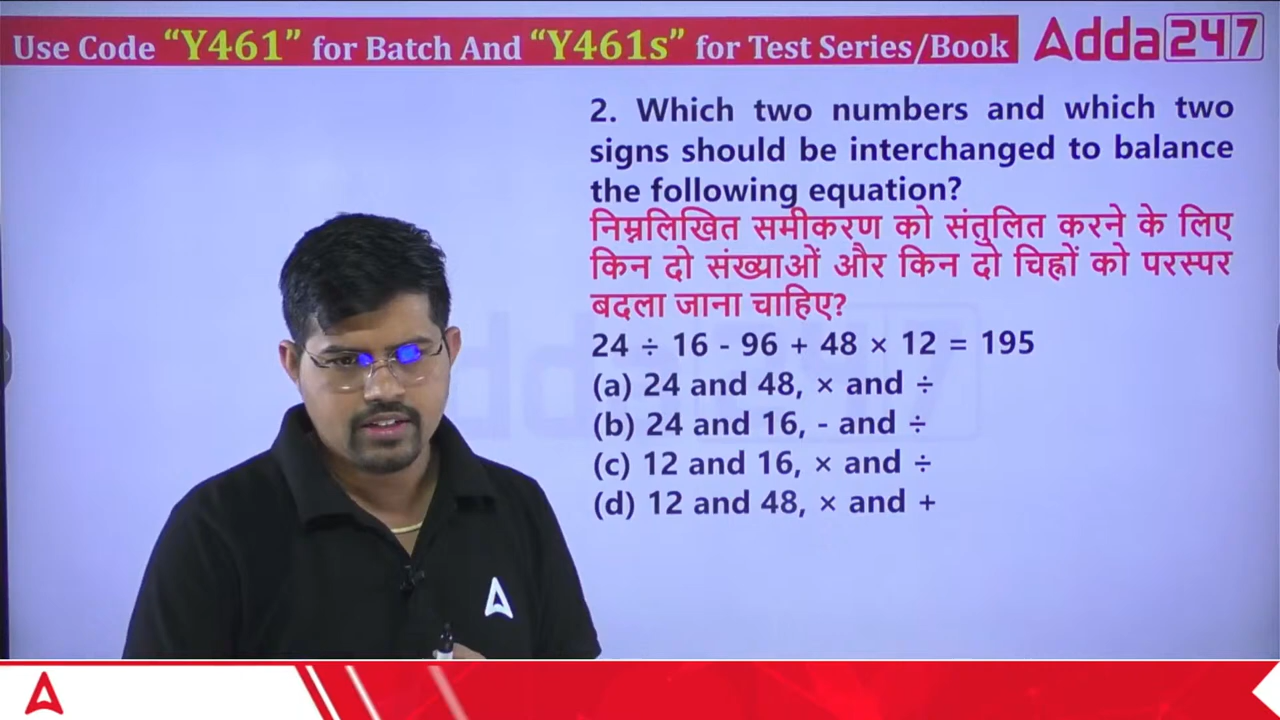 Use Code “Y461” for Batch And “Y461s” for Test Series/Book
Adda247
2. Which two numbers and which two
signs should be interchanged to balance
the following equation?
निम्नलिखित समीकरण को संतुलित करने के लिए
किन दो संख्याओं और किन दो चिह्नों को परस्पर
बदला जाना चाहिए?
24 ÷ 16 - 96 + 48 × 12 = 195
(a) 24 and 48, × and ÷
(b) 24 and 16, - and ÷
(c) 12 and 16, × and ÷
(d) 12 and 48, × and +